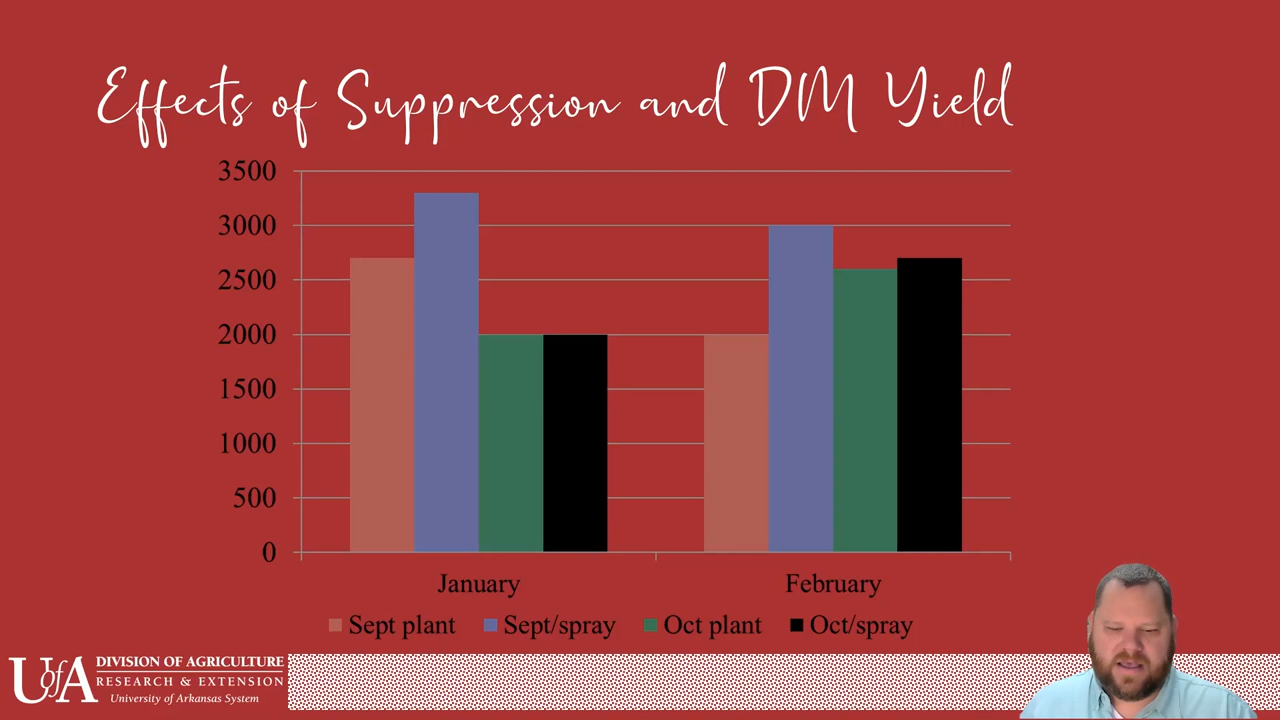 Effects of Suppression and DM Yield
3500
3000
2500
2000
1500
1000
500
0
January February
Sept plant Sept/spray Oct plant Oct/spray
UofA DIVISION OF AGRICULTURE
RESEARCH & EXTENSION
University of Arkansas System